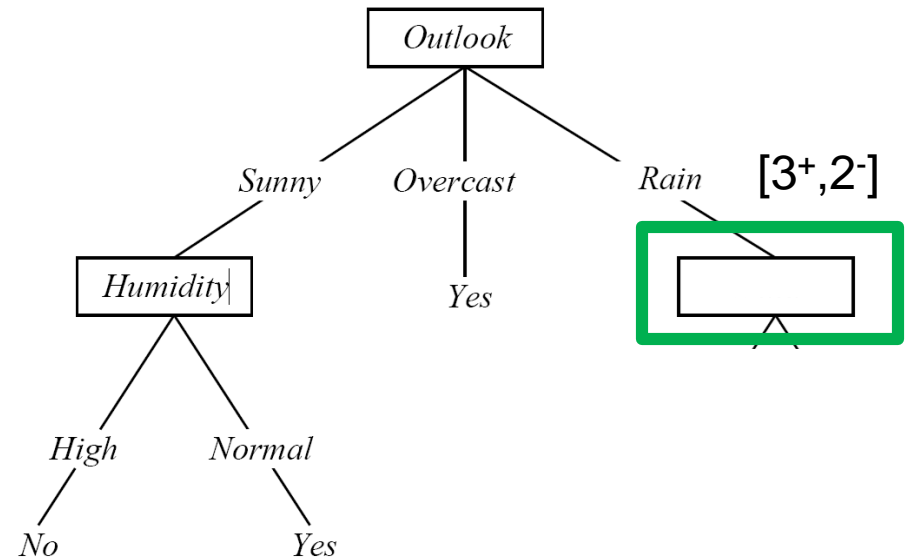 Outlook
Sunny Overcast Rain [3⁺,2⁻]
Humidity Yes
High Normal
No Yes